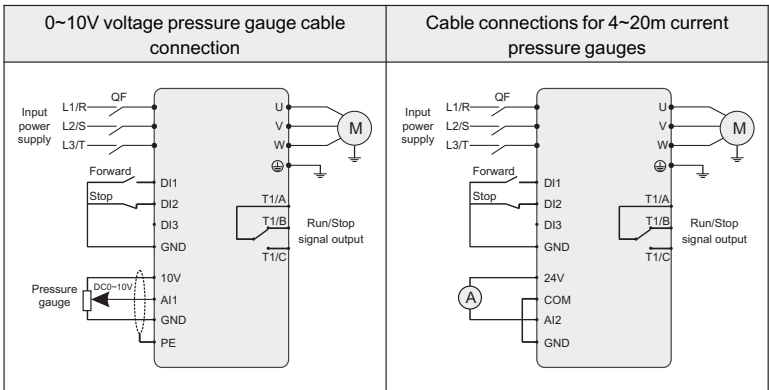 0~10V voltage pressure gauge cable
connection
Cable connections for 4~20m current
pressure gauges
QF
Input
power
supply
L1/R
L2/S
L3/T
U
V
W
M
Forward
DI1
Stop
DI2
DI3
GND
T1/A
T1/B
T1/C
Run/Stop
signal output
Pressure
gauge
DC0~10V
10V
AI1
GND
PE
QF
Input
power
supply
L1/R
L2/S
L3/T
U
V
W
M
Forward
DI1
Stop
DI2
DI3
GND
T1/A
T1/B
T1/C
Run/Stop
signal output
A
24V
COM
AI2
GND